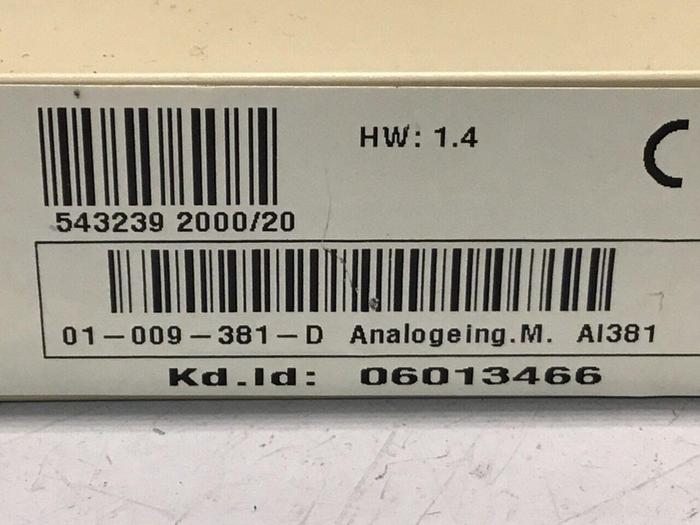 HW: 1.4
543239 2000/20
01-009-381-D Analogeing.M. AI381
Kd.Id: 06013466